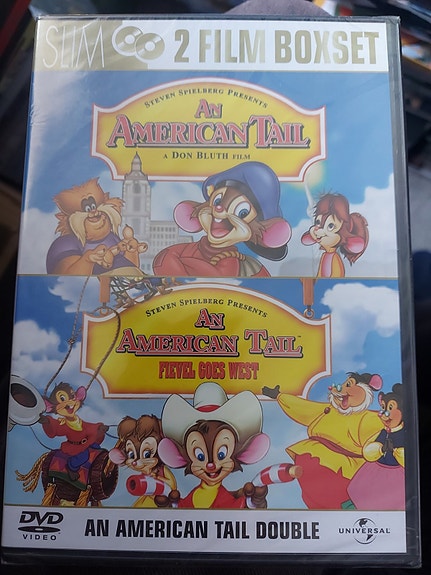 SLIM 2 FILM BOXSET
STEVEN SPIELBERG PRESENTS
AN
AMERICAN TAIL
A DON BLUTH FILM
STEVEN SPIELBERG PRESENTS
AN
AMERICAN TAIL™
FIEVEL GOES WEST
DVD
VIDEO
AN AMERICAN TAIL DOUBLE
UNIVERSAL